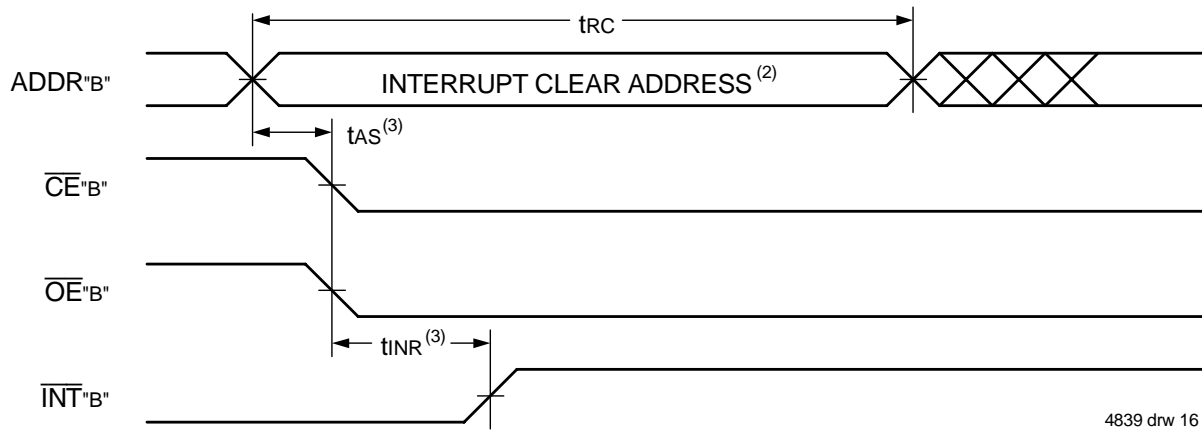 tRC
ADDR"B"
INTERRUPT CLEAR ADDRESS(2)
tAS(3)
CE"B"
OE"B"
tINR(3)
INT"B"
4839 drw 16